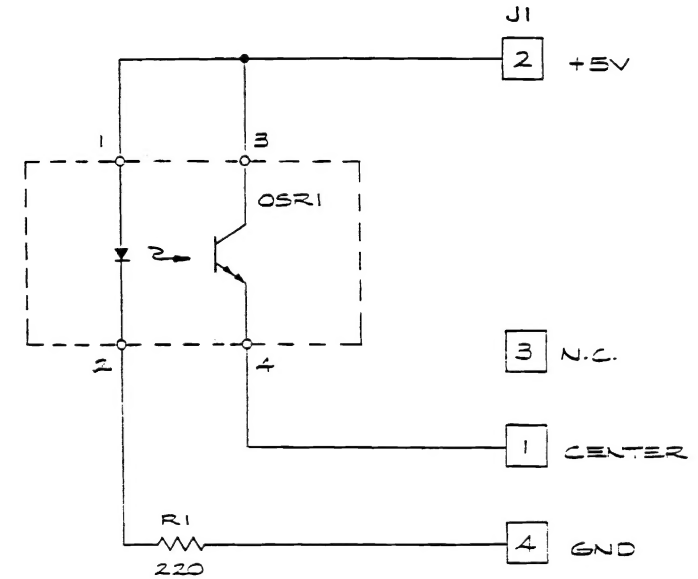 J1
2 +5V
1 3
OSR1
2 4
3 N.C.
1 CENTER
R1
220
4 GND